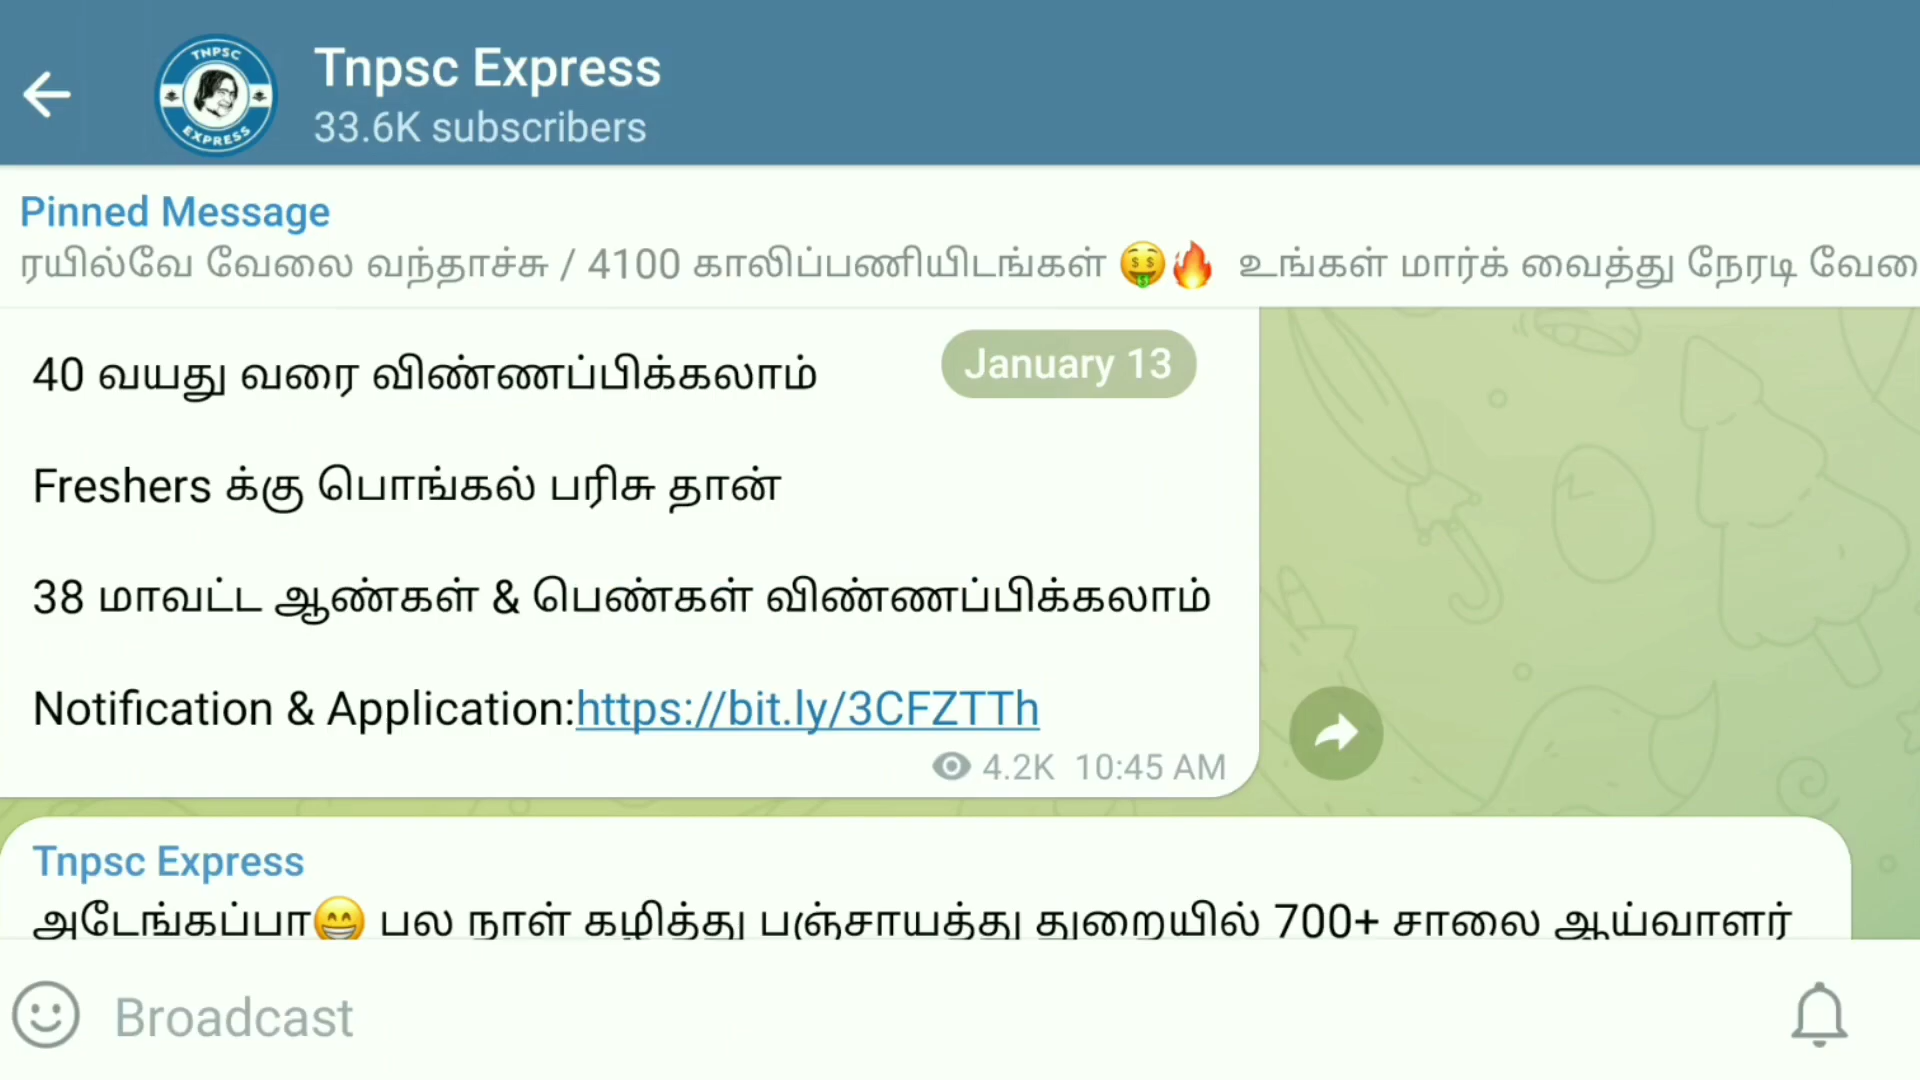 TNPSC
EXPRESS
Tnpsc Express
33.6K subscribers
Pinned Message
ரயில்வே வேலை வந்தாச்சு / 4100 காலிப்பணியிடங்கள் 🤑🔥 உங்கள் மார்க் வைத்து நேரடி வேலை
40 வயது வரை விண்ணப்பிக்கலாம்
January 13
Freshers க்கு பொங்கல் பரிசு தான்
38 மாவட்ட ஆண்கள் & பெண்கள் விண்ணப்பிக்கலாம்
Notification & Application:https://bit.ly/3CFZTTh
4.2K 10:45 AM
Tnpsc Express
அடேங்கப்பா😁 பல நாள் கழித்து பஞ்சாயத்து துறையில் 700+ சாலை ஆய்வாளர்
Broadcast